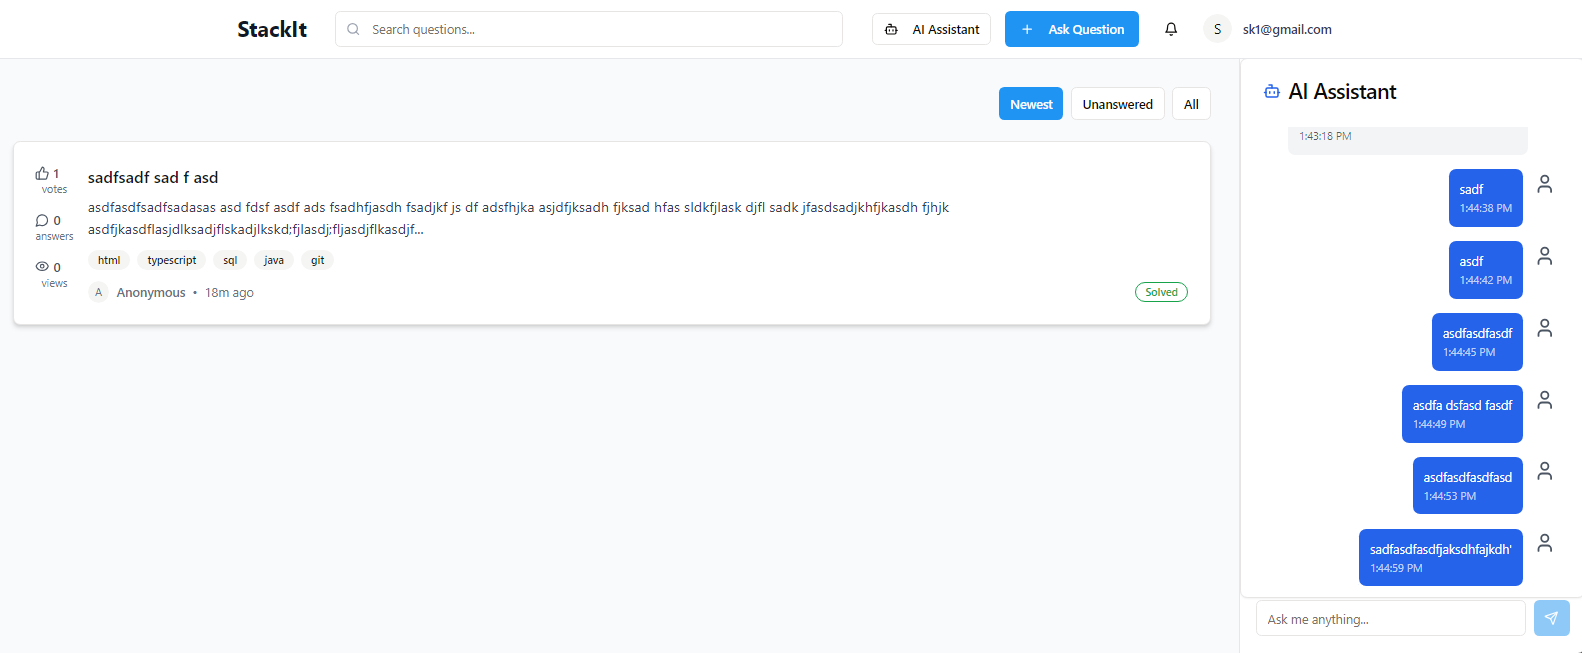 StackIt
Search questions...
AI Assistant
Ask Question
S
sk1@gmail.com
Newest
Unanswered
All
1
votes
0
answers
0
views
sadfsadf sad f asd
asdfasdfsadfsadasas asd fdsf asdf ads fsadhfjasdh fsadjkf js df adsfhjka asjdfjksadh fjksad hfas sldkfjlask djfl sadk jfasdsadjkhfjkasdh fjhjk
asdfjkasdflasjdlksadjflskadjlkskd;fjlasdj;fljasdjflkasdjf...
html typescript sql java git
A Anonymous • 18m ago
Solved
AI Assistant
1:43:18 PM
sadf
1:44:38 PM
asdf
1:44:42 PM
asdfasdfasdf
1:44:45 PM
asdfa dsfasd fasdf
1:44:49 PM
asdfasdfasdfasd
1:44:53 PM
sadfasdfasdfjaksdhfajkdh'
1:44:59 PM
Ask me anything...